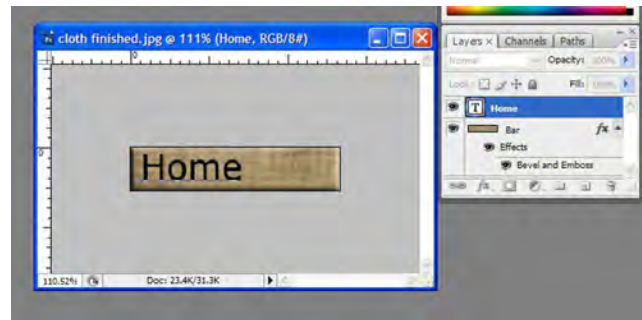 cloth finished.jpg @ 111% (Home, RGB/8#)
Home
110.52%
Doc: 23.4K/31.3K
Layers x Channels Paths
Normal Opacity: 100%
Lock: Fill: 100%
T Home
Bar fx
Effects
Bevel and Emboss